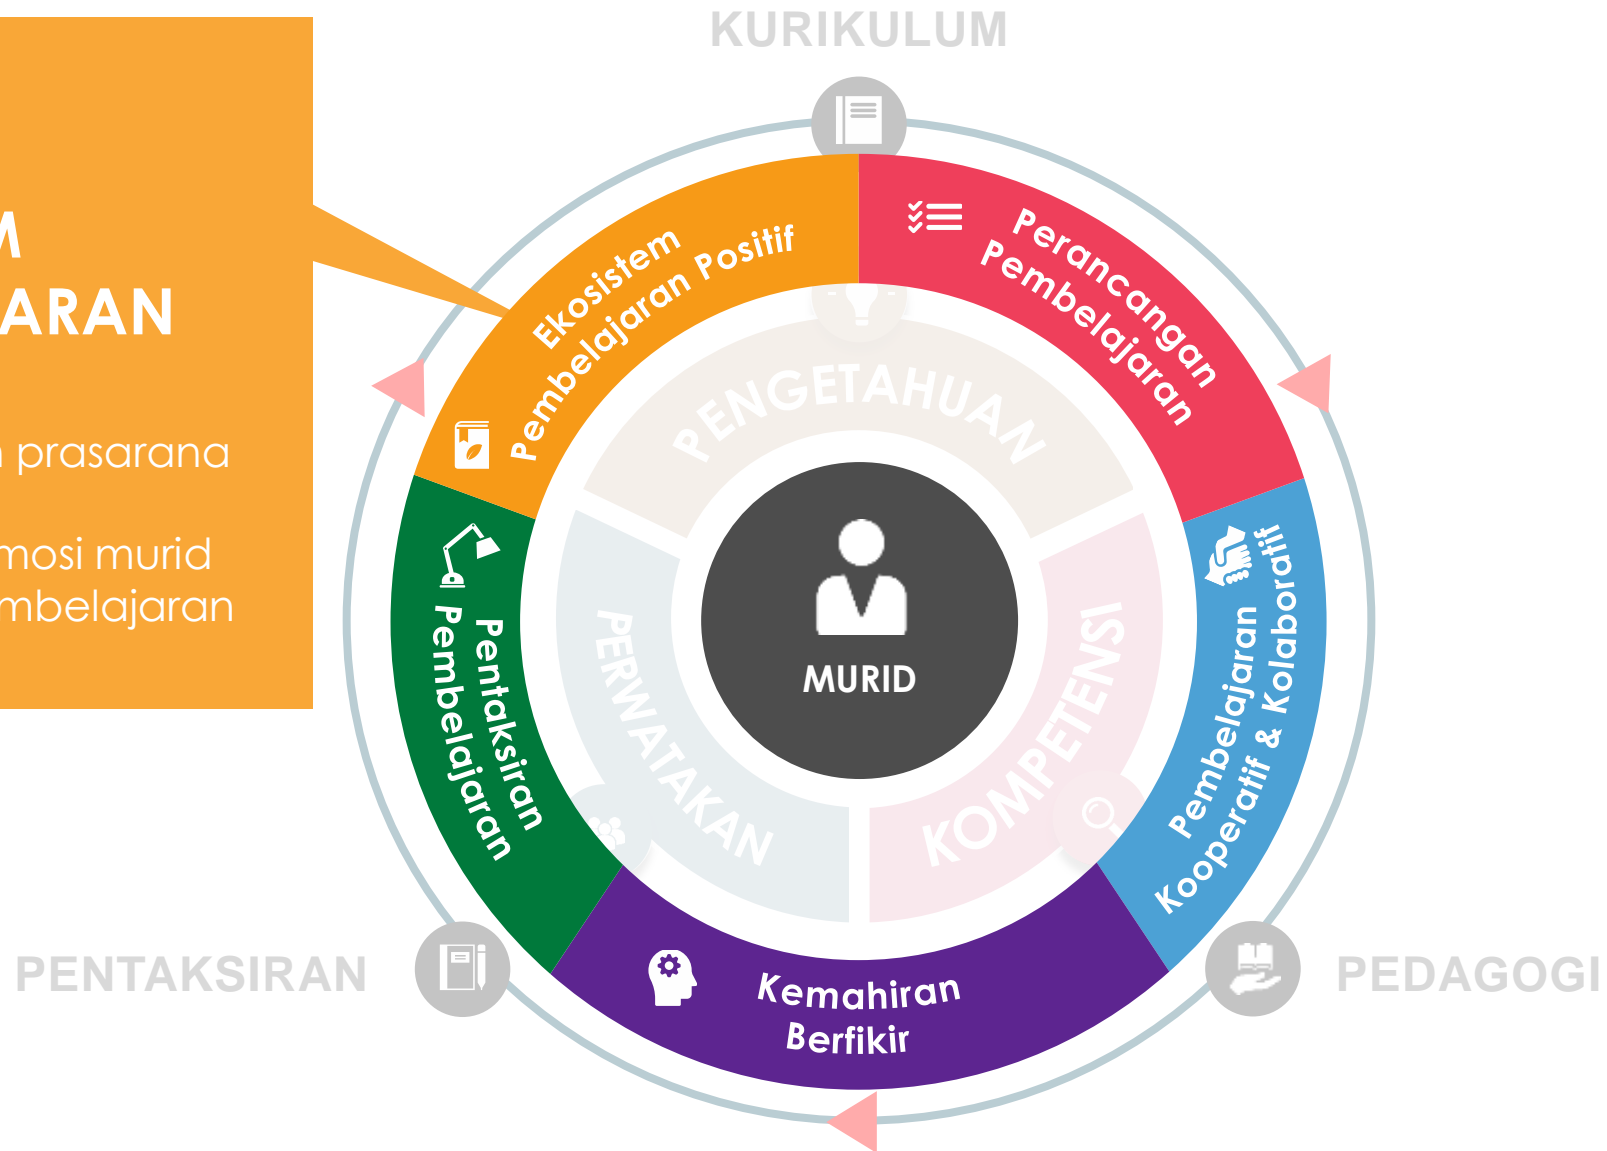 KURIKULUM
M
ARAN
prasarana
mosi murid
mbelajaran
Ekosistem
Pembelajaran Positif
Perancangan
Pembelajaran
PENGETAHUAN
Pentaksiran
Pembelajaran
PERWATAKAN
MURID
KOMPETENSI
Pembelajaran
Kooperatif & Kolaboratif
Kemahiran
Berfikir
PENTAKSIRAN
PEDAGOGI